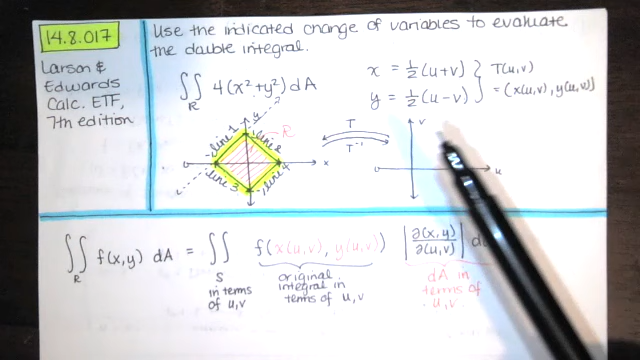 14.8.017
Use the indicated change of variables to evaluate
the double integral.
Larson &
Edwards
Calc. ETF,
7th edition
∬ 4(x²+y²) dA
R
x = ½(u+v)
y = ½(u-v)
T(u,v)
= (x(u,v), y(u,v))
line 1
line 2
line 3
line 4
R
y
x
T
T⁻¹
v
u
∬ f(x,y) dA = ∬ f(x(u,v), y(u,v)) |∂(x,y)/∂(u,v)|
R
S
in terms
of u,v
original
integral in
terms of u,v
dA in
terms of
u,v